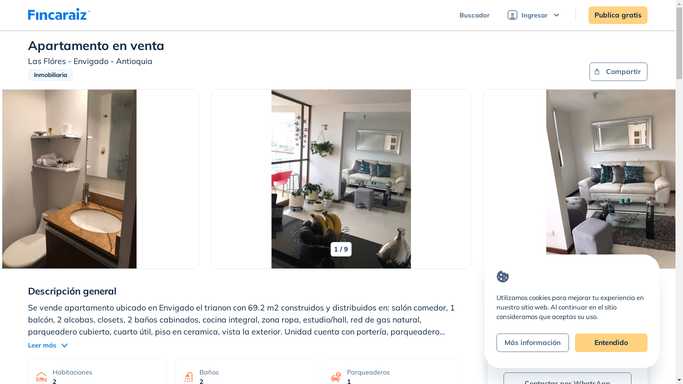 Fincaraiz
Buscador
Ingresar
Publica gratis
Apartamento en venta
Las Flóres - Envigado - Antioquia
Inmobiliaria
Compartir
1 / 9
Descripción general
Se vende apartamento ubicado en Envigado el trianon con 69.2 m2 construidos y distribuidos en: salón comedor, 1
balcón, 2 alcobas, closets, 2 baños cabinados, cocina integral, zona ropa, estudio/hall, red de gas natural,
parqueadero cubierto, cuarto útil, piso en ceramica, vista la exterior. Unidad cuenta con portería, parqueadero...
Leer más
Habitaciones
2
Baños
2
Parqueaderos
1
Utilizamos cookies para mejorar tu experiencia en
nuestro sitio web. Al continuar en el sitio
consideramos que aceptas su uso.
Más información
Entendido
Contactar por WhatsApp